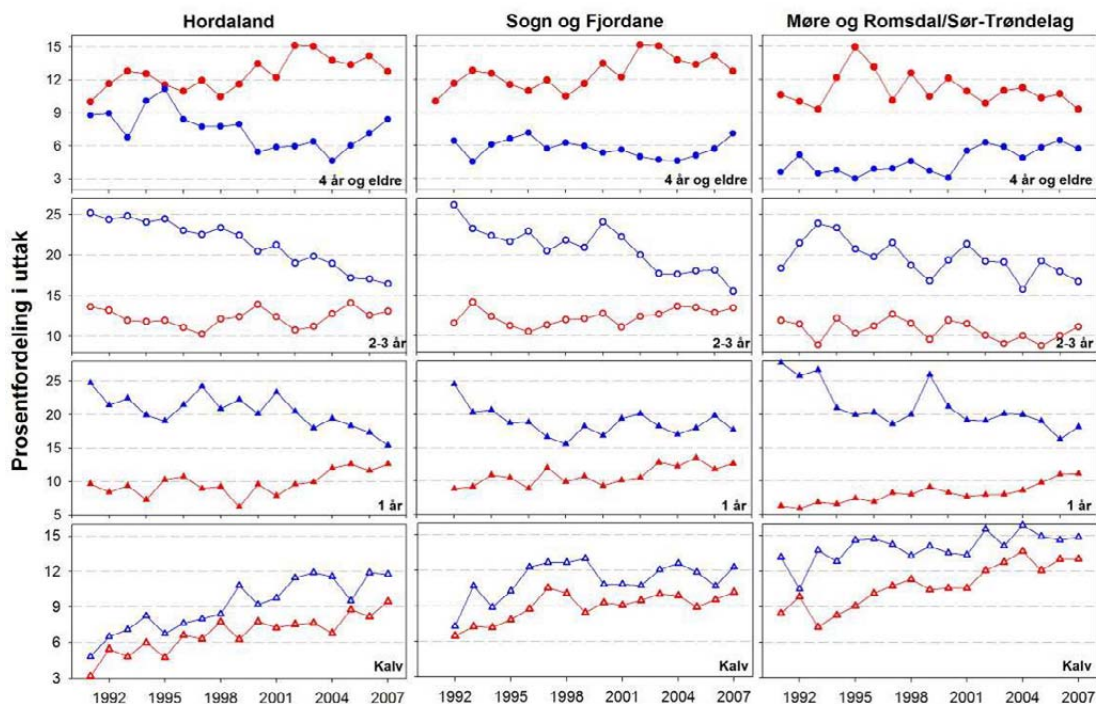 Hordaland
Sogn og Fjordane
Møre og Romsdal/Sør-Trøndelag
Prosentfordeling i uttak
15
12
9
6
3
4 år og eldre
4 år og eldre
4 år og eldre
25
20
15
10
2-3 år
2-3 år
2-3 år
25
20
15
10
5
1 år
1 år
1 år
15
12
9
6
3
Kalv
Kalv
Kalv
1992 1995 1998 2001 2004 2007
1992 1995 1998 2001 2004 2007
1992 1995 1998 2001 2004 2007